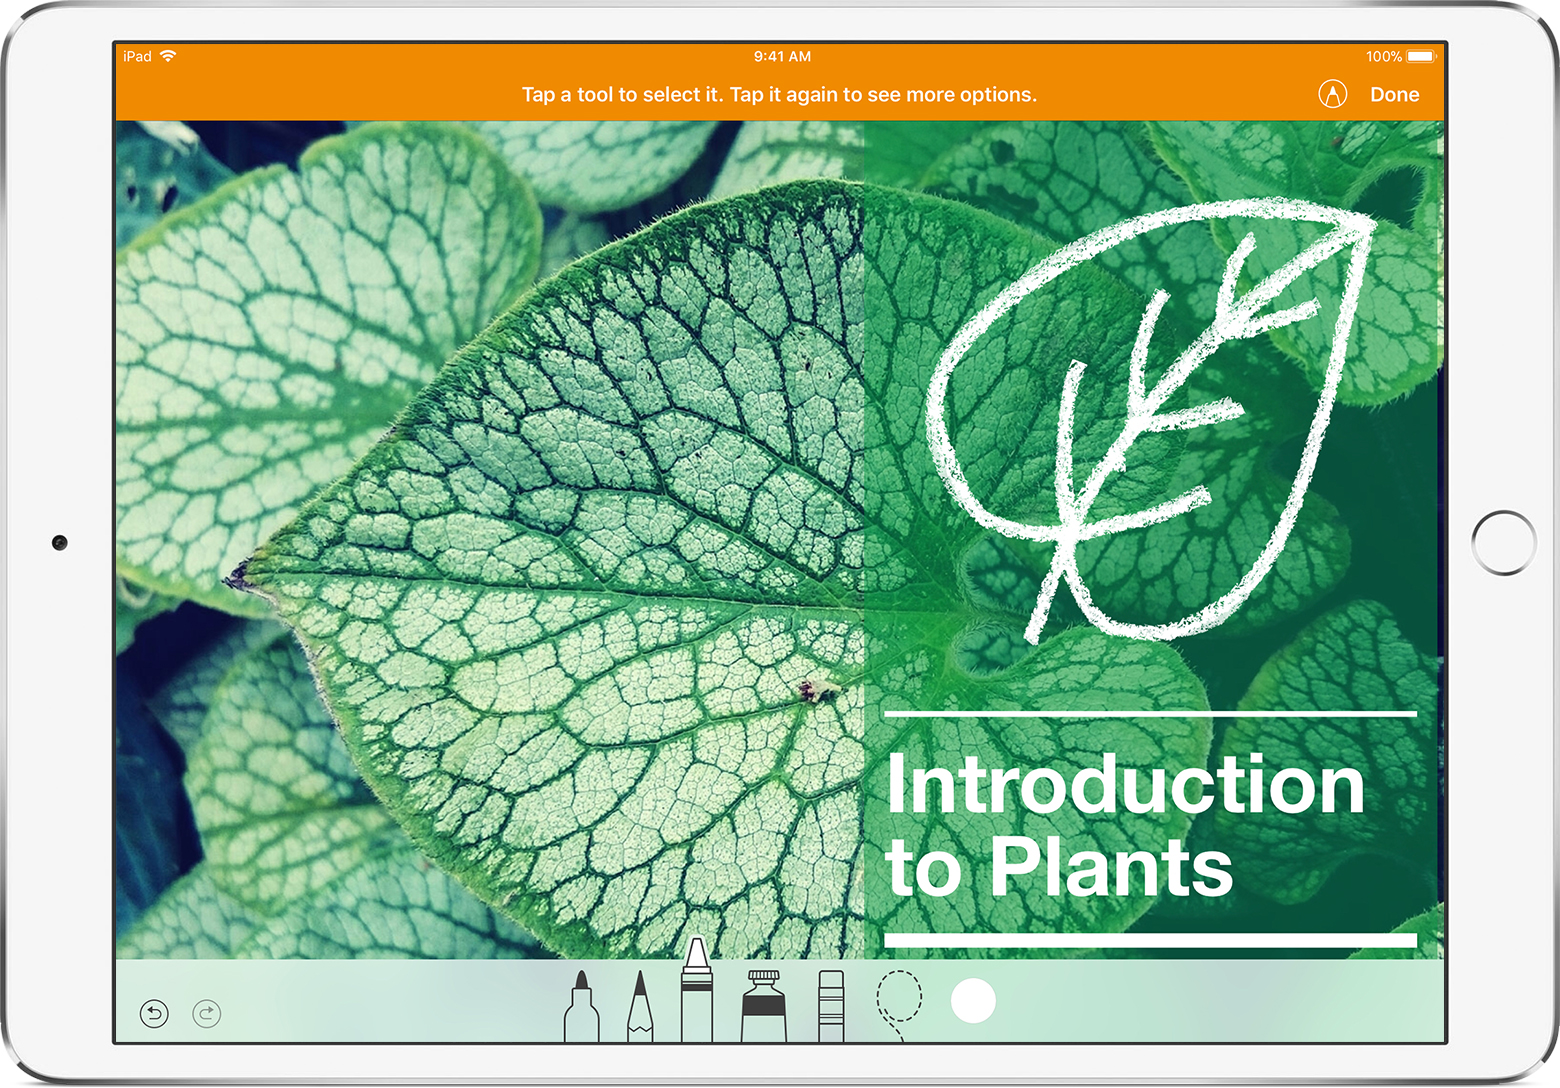 iPad
9:41 AM
100%
Tap a tool to select it. Tap it again to see more options.
Done
Introduction
to Plants